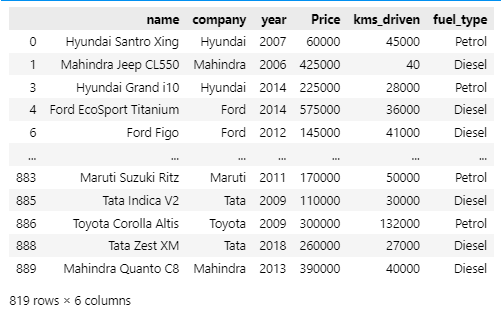 name company year Price kms_driven fuel_type
0 Hyundai Santro Xing Hyundai 2007 60000 45000 Petrol
1 Mahindra Jeep CL550 Mahindra 2006 425000 40 Diesel
3 Hyundai Grand i10 Hyundai 2014 225000 28000 Petrol
4 Ford EcoSport Titanium Ford 2014 575000 36000 Diesel
6 Ford Figo Ford 2012 145000 41000 Diesel
... ... ... ... ... ... ...
883 Maruti Suzuki Ritz Maruti 2011 170000 50000 Petrol
885 Tata Indica V2 Tata 2009 110000 30000 Diesel
886 Toyota Corolla Altis Toyota 2009 300000 132000 Petrol
888 Tata Zest XM Tata 2018 260000 27000 Diesel
889 Mahindra Quanto C8 Mahindra 2013 390000 40000 Diesel
819 rows × 6 columns